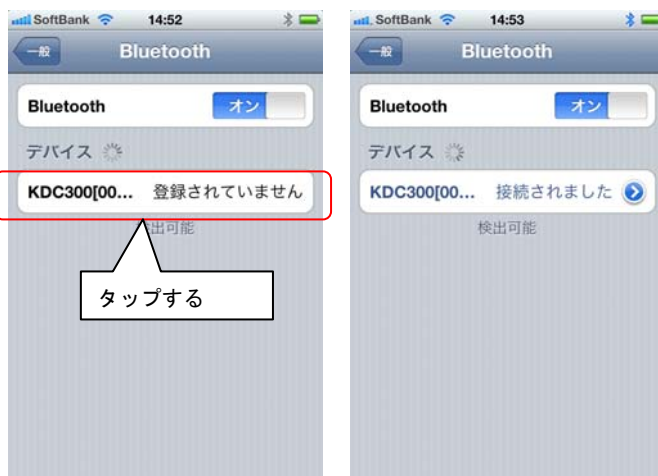 SoftBank 14:52
一般 Bluetooth
Bluetooth オン
デバイス
KDC300[00... 登録されていません
検出可能
タップする
SoftBank 14:53
一般 Bluetooth
Bluetooth オン
デバイス
KDC300[00... 接続されました
検出可能